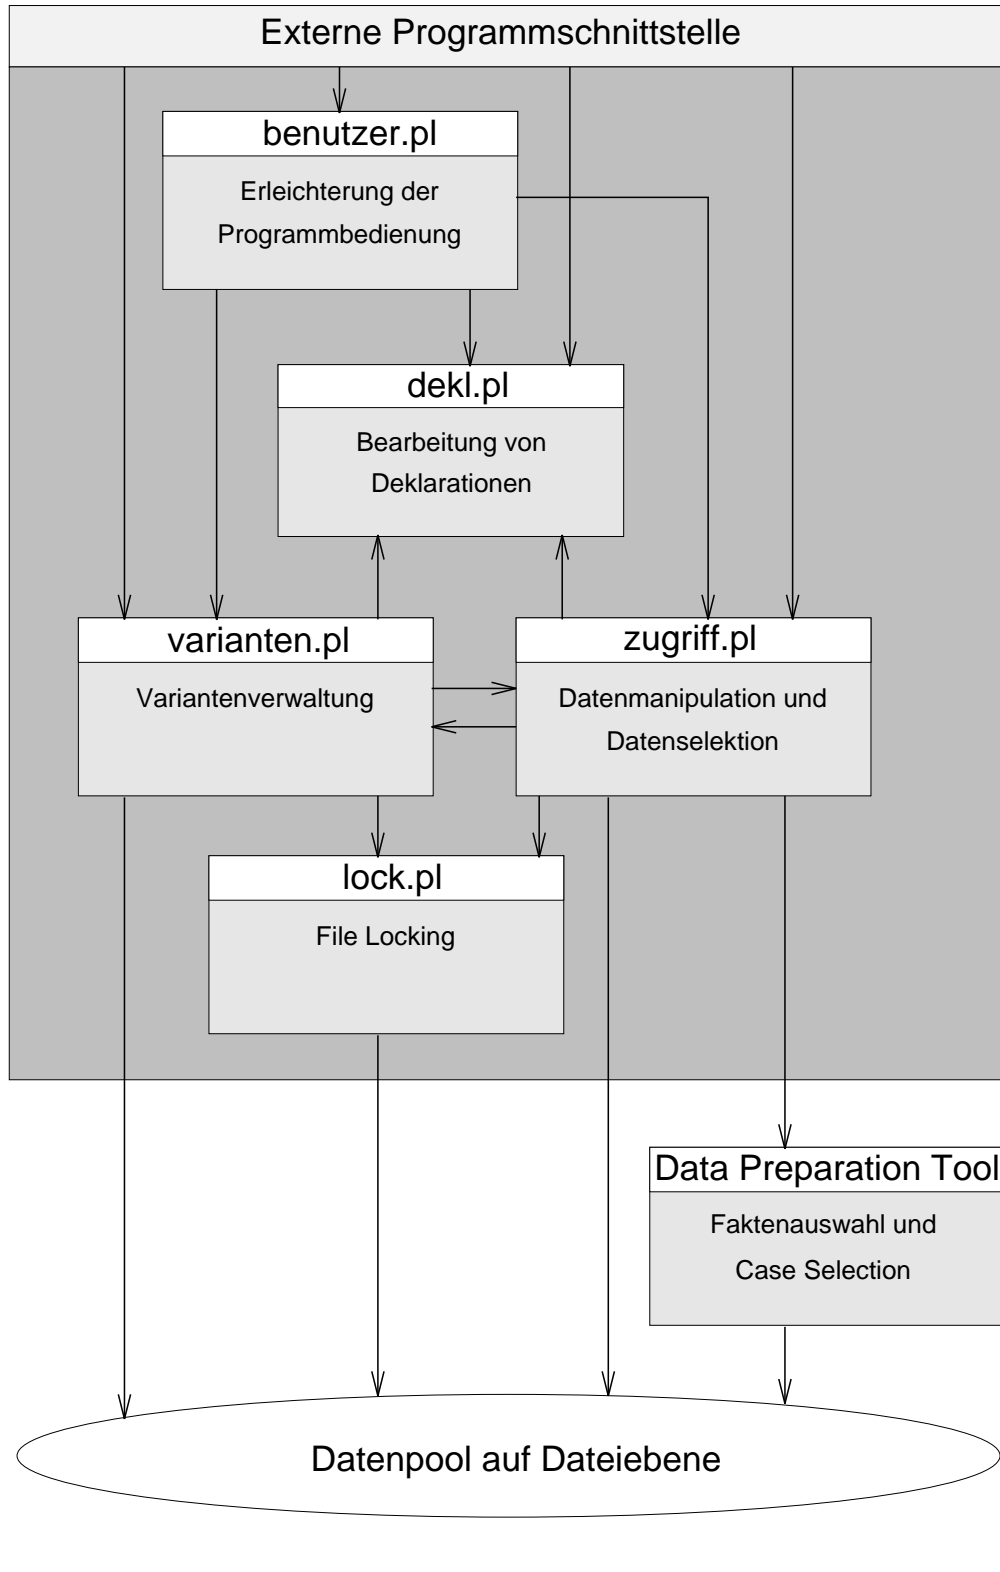 Externe Programmschnittstelle
benutzer.pl
Erleichterung der
Programmbedienung
dekl.pl
Bearbeitung von
Deklarationen
varianten.pl
Variantenverwaltung
zugriff.pl
Datenmanipulation und
Datenselektion
lock.pl
File Locking
Data Preparation Tool
Faktenauswahl und
Case Selection
Datenpool auf Dateiebene